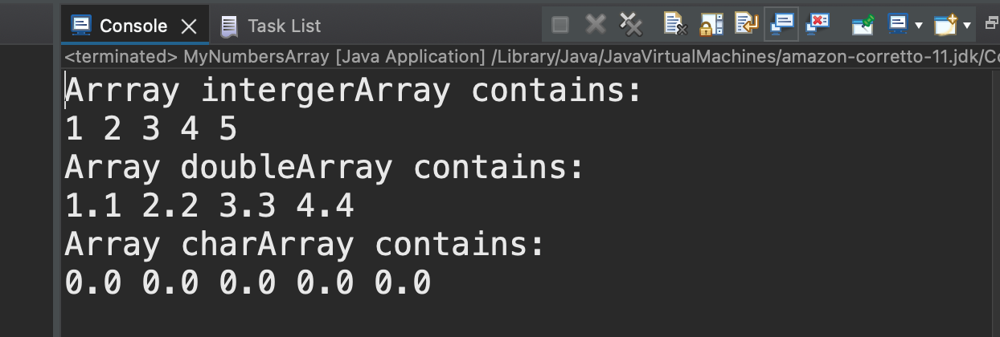 Console Task List
<terminated> MyNumbersArray [Java Application] /Library/Java/JavaVirtualMachines/amazon-corretto-11.jdk/Co
Arrray intergerArray contains:
1 2 3 4 5
Array doubleArray contains:
1.1 2.2 3.3 4.4
Array charArray contains:
0.0 0.0 0.0 0.0 0.0